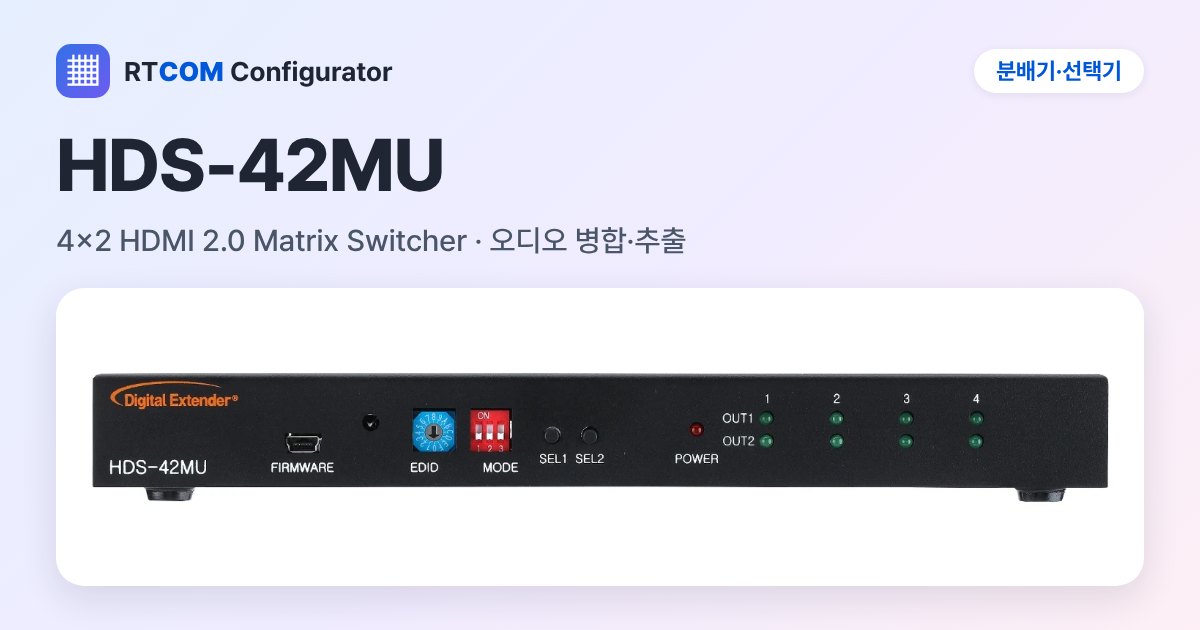 RTCOM Configurator
분배기·선택기
HDS-42MU
4×2 HDMI 2.0 Matrix Switcher · 오디오 병합·추출
Digital Extender®
HDS-42MU
FIRMWARE
EDID
ON
1 2 3
MODE
SEL1 SEL2
POWER
1 2 3 4
OUT1
OUT2